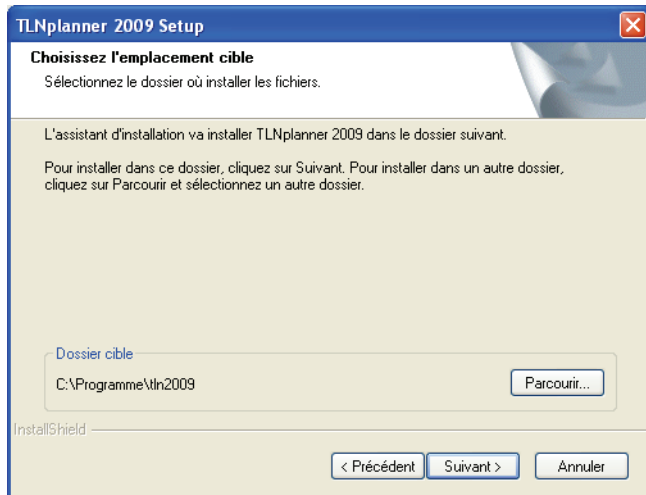 TLNplanner 2009 Setup
Choisissez l'emplacement cible
Sélectionnez le dossier où installer les fichiers.
L'assistant d'installation va installer TLNplanner 2009 dans le dossier suivant.
Pour installer dans ce dossier, cliquez sur Suivant. Pour installer dans un autre dossier,
cliquez sur Parcourir et sélectionnez un autre dossier.
Dossier cible
C:\Programme\tln2009
Parcourir...
InstallShield
< Précédent
Suivant >
Annuler